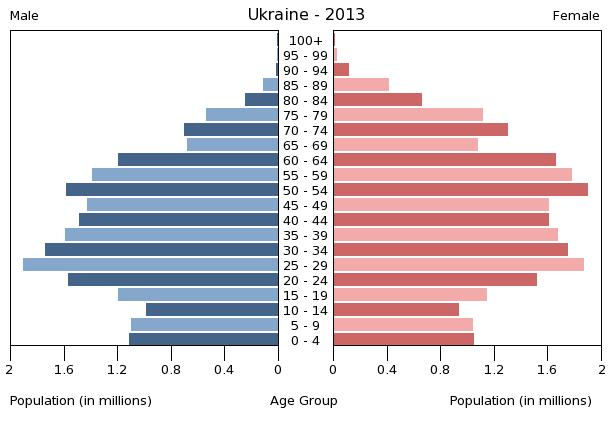 Male Ukraine - 2013 Female
100+
95 - 99
90 - 94
85 - 89
80 - 84
75 - 79
70 - 74
65 - 69
60 - 64
55 - 59
50 - 54
45 - 49
40 - 44
35 - 39
30 - 34
25 - 29
20 - 24
15 - 19
10 - 14
5 - 9
0 - 4
2 1.6 1.2 0.8 0.4 0 0 0.4 0.8 1.2 1.6 2
Population (in millions) Age Group Population (in millions)